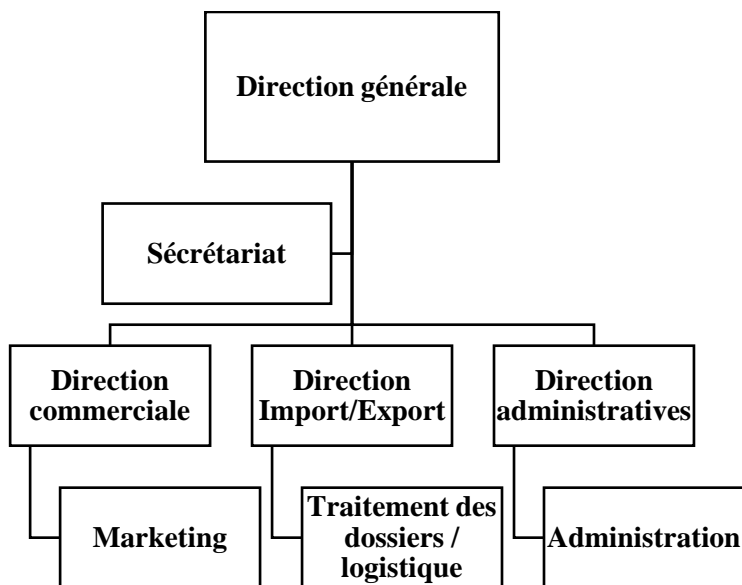 Direction générale
Sécrétariat
Direction
commerciale
Direction
Import/Export
Direction
administratives
Marketing
Traitement des
dossiers /
logistique
Administration